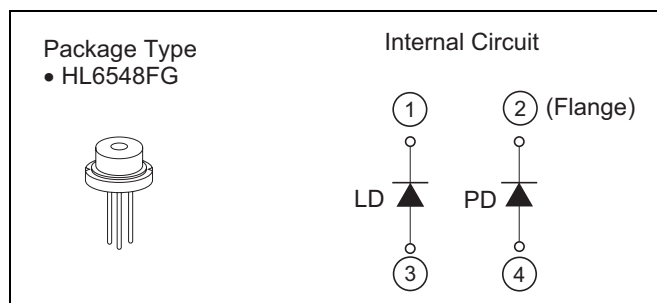 Package Type
• HL6548FG
Internal Circuit
1
2
(Flange)
LD
PD
3
4